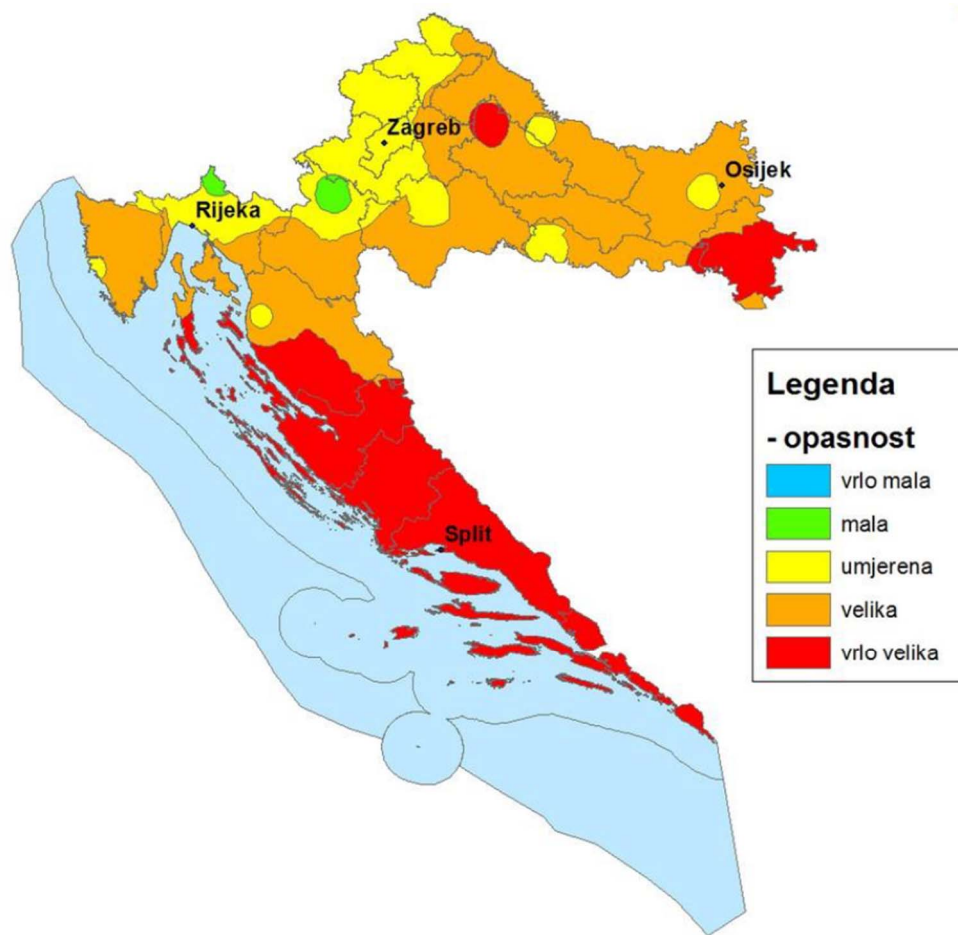 Zagreb
Osijek
Rijeka
Split
Legenda
- opasnost
vrlo mala
mala
umjerena
velika
vrlo velika